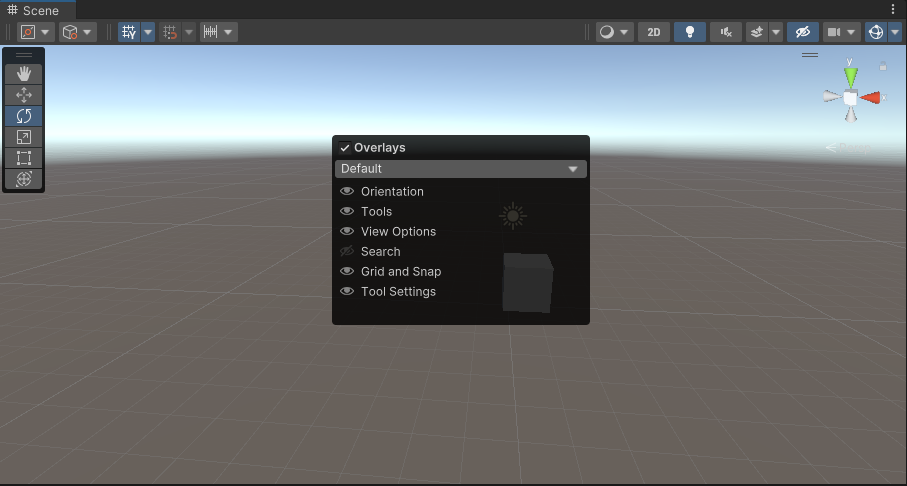 Scene
Y
2D
y
x
Persp
Overlays
Default
Orientation
Tools
View Options
Search
Grid and Snap
Tool Settings